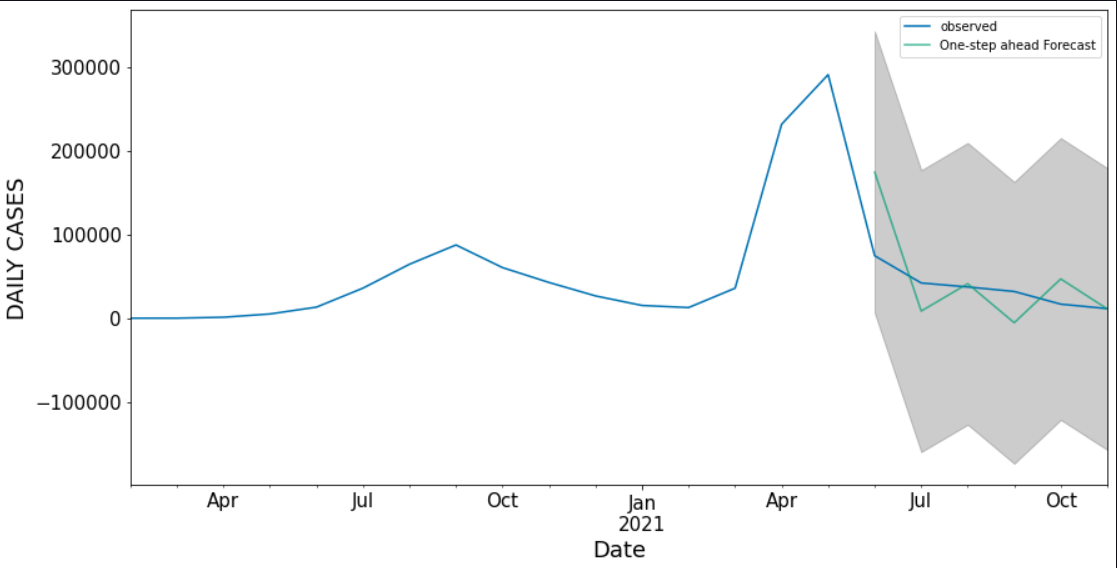 observed
One-step ahead Forecast
300000
200000
100000
0
−100000
DAILY CASES
Apr
Jul
Oct
Jan
2021
Apr
Jul
Oct
Date